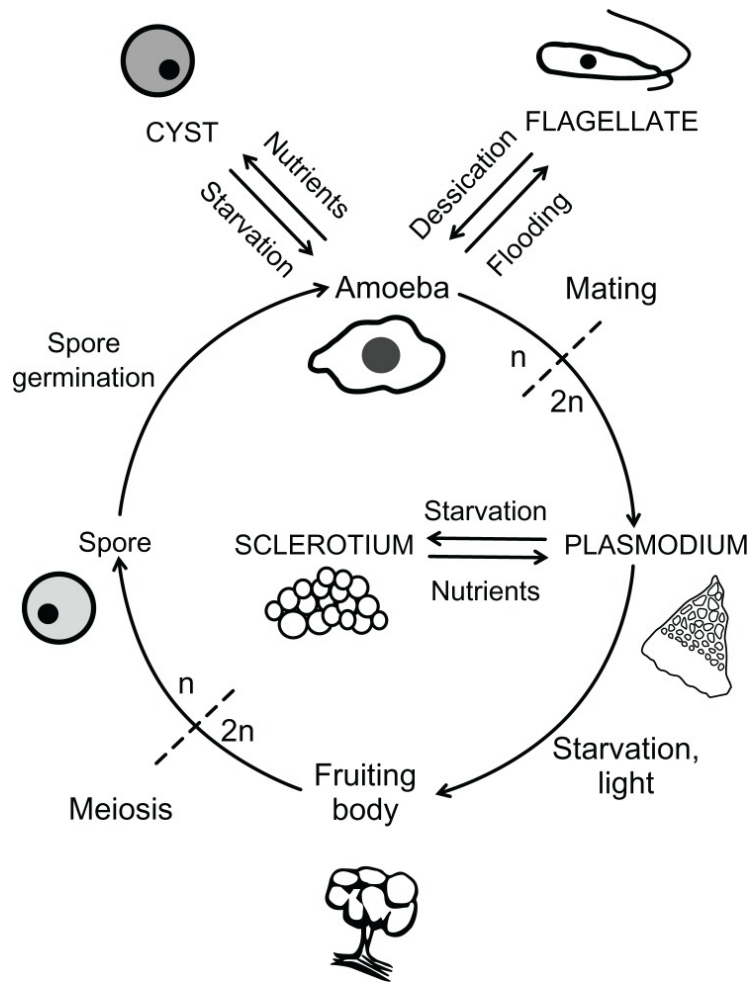 CYST
FLAGELLATE
Nutrients
Starvation
Dessication
Flooding
Amoeba
Mating
n
2n
Spore
germination
Spore
SCLEROTIUM
Starvation
Nutrients
PLASMODIUM
n
2n
Meiosis
Fruiting
body
Starvation,
light